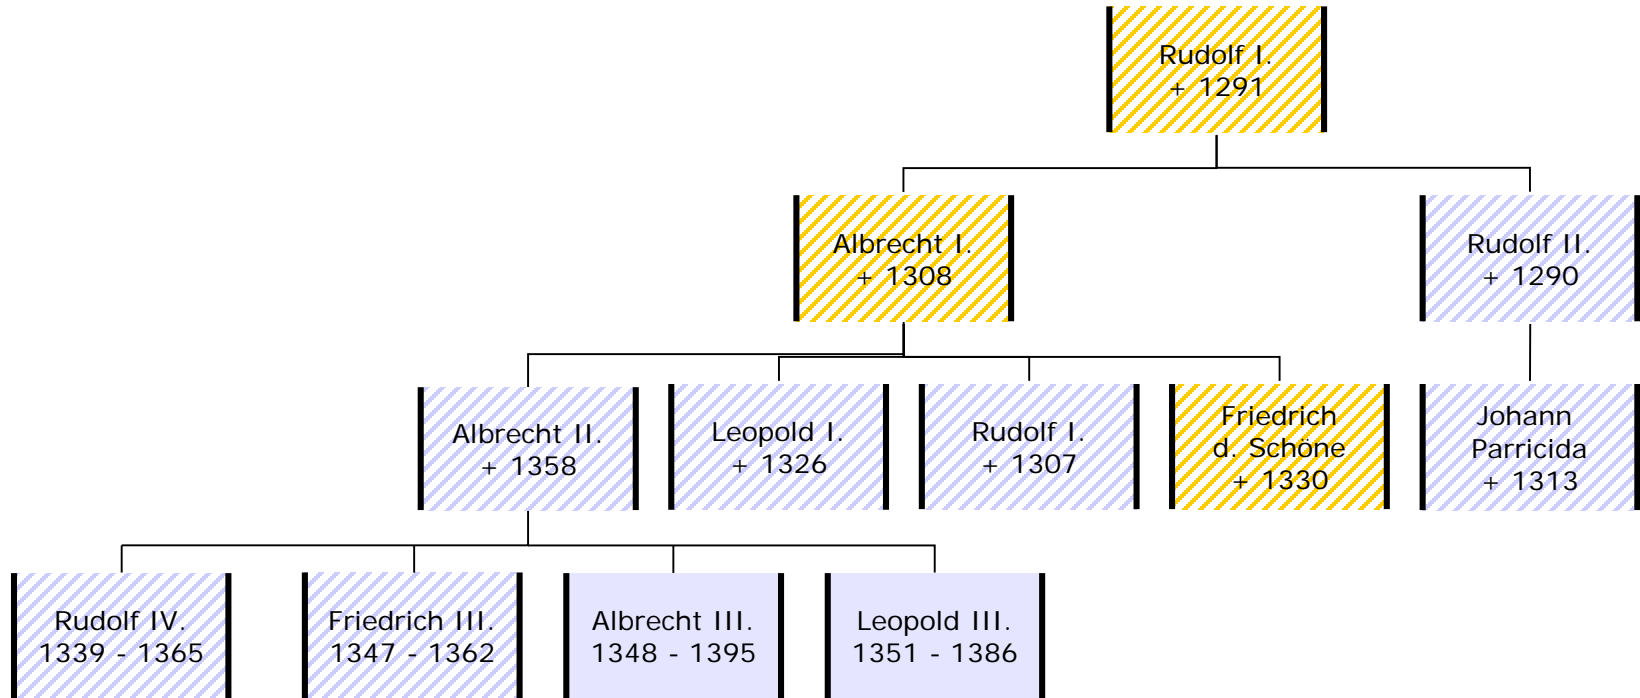 Rudolf I.
+ 1291
Albrecht I.
+ 1308
Rudolf II.
+ 1290
Albrecht II.
+ 1358
Leopold I.
+ 1326
Rudolf I.
+ 1307
Friedrich
d. Schöne
+ 1330
Johann
Parricida
+ 1313
Rudolf IV.
1339 - 1365
Friedrich III.
1347 - 1362
Albrecht III.
1348 - 1395
Leopold III.
1351 - 1386